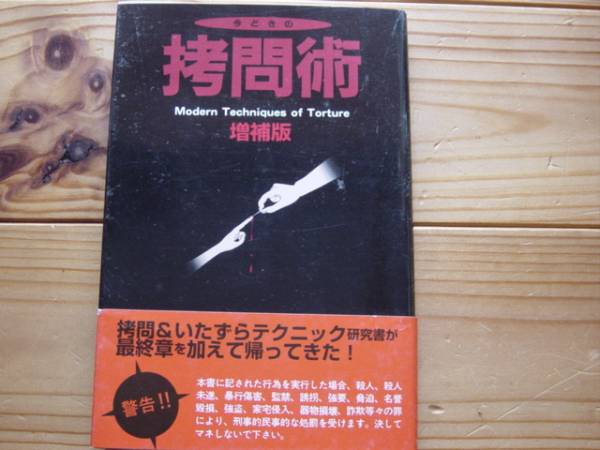 今どきの
拷問術
Modern Techniques of Torture
増補版
拷問&いたずらテクニック研究書が
最終章を加えて帰ってきた!
警告!!
本書に記された行為を実行した場合、殺人、殺人
未遂、暴行傷害、監禁、誘拐、強要、脅迫、名誉
毀損、強盗、家宅侵入、器物損壊、詐欺等々の罪
により、刑事的民事的な処罰を受けます。決して
マネしないで下さい。